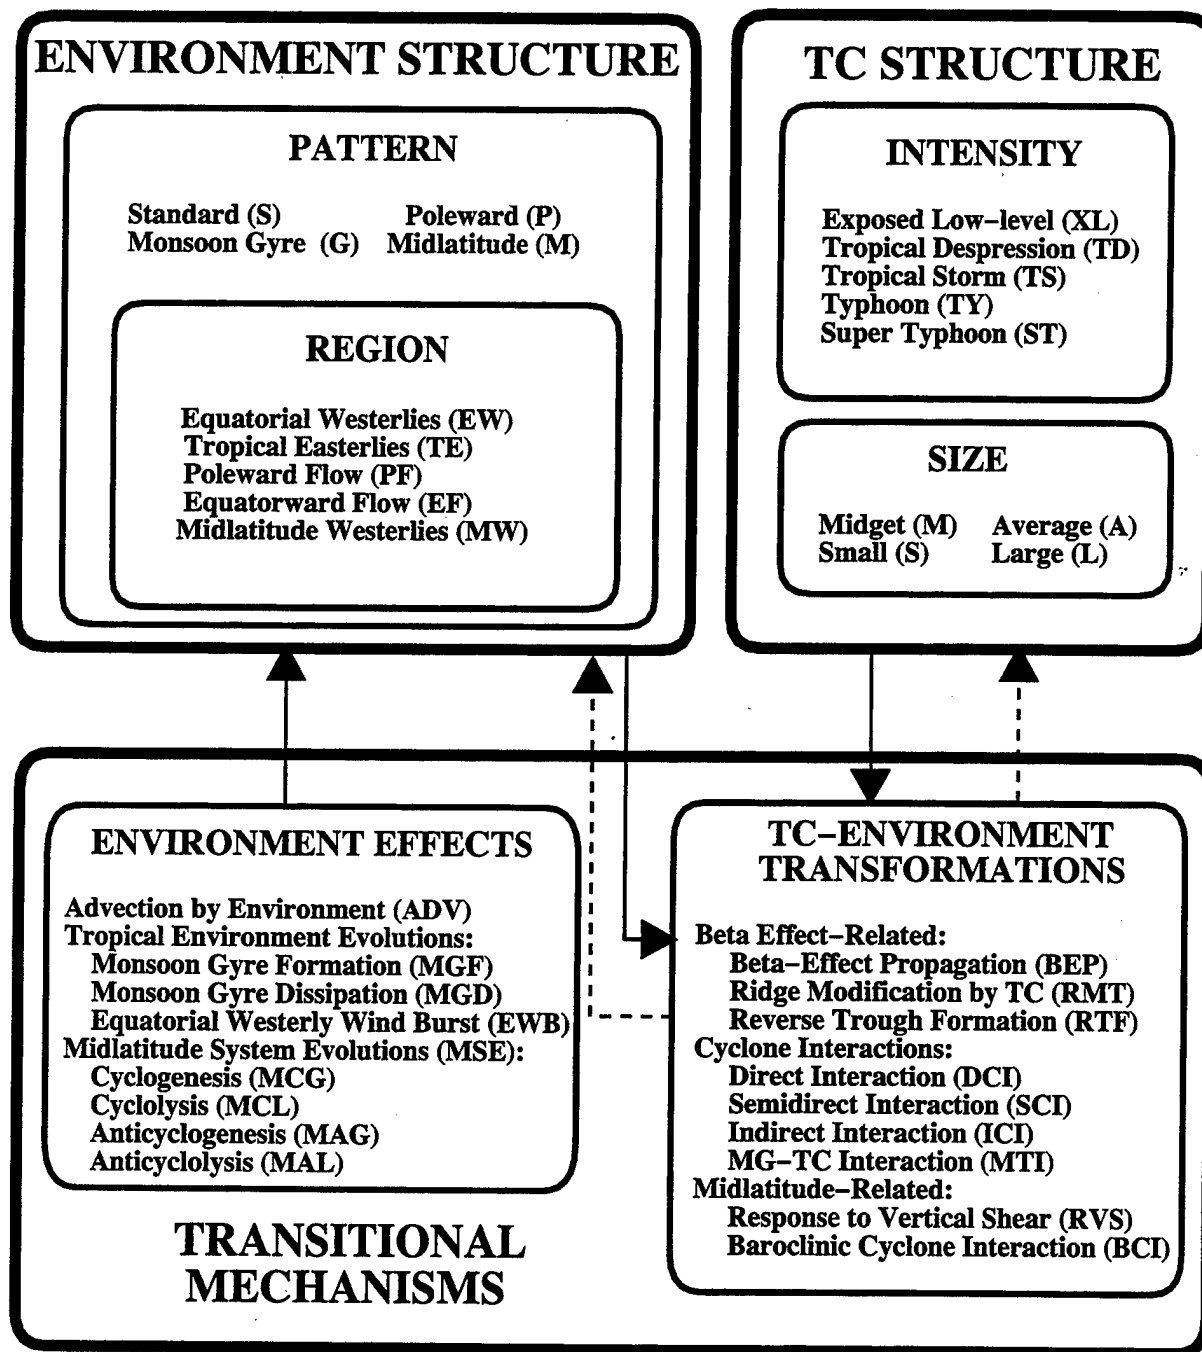 ENVIRONMENT STRUCTURE
PATTERN
Standard (S) Poleward (P)
Monsoon Gyre (G) Midlatitude (M)
REGION
Equatorial Westerlies (EW)
Tropical Easterlies (TE)
Poleward Flow (PF)
Equatorward Flow (EF)
Midlatitude Westerlies (MW)
TC STRUCTURE
INTENSITY
Exposed Low-level (XL)
Tropical Despression (TD)
Tropical Storm (TS)
Typhoon (TY)
Super Typhoon (ST)
SIZE
Midget (M) Average (A)
Small (S) Large (L)
ENVIRONMENT EFFECTS
Advection by Environment (ADV)
Tropical Environment Evolutions:
Monsoon Gyre Formation (MGF)
Monsoon Gyre Dissipation (MGD)
Equatorial Westerly Wind Burst (EWB)
Midlatitude System Evolutions (MSE):
Cyclogenesis (MCG)
Cyclolysis (MCL)
Anticyclogenesis (MAG)
Anticyclolysis (MAL)
TC-ENVIRONMENT
TRANSFORMATIONS
Beta Effect-Related:
Beta-Effect Propagation (BEP)
Ridge Modification by TC (RMT)
Reverse Trough Formation (RTF)
Cyclone Interactions:
Direct Interaction (DCI)
Semidirect Interaction (SCI)
Indirect Interaction (ICI)
MG-TC Interaction (MTI)
Midlatitude-Related:
Response to Vertical Shear (RVS)
Baroclinic Cyclone Interaction (BCI)
TRANSITIONAL
MECHANISMS